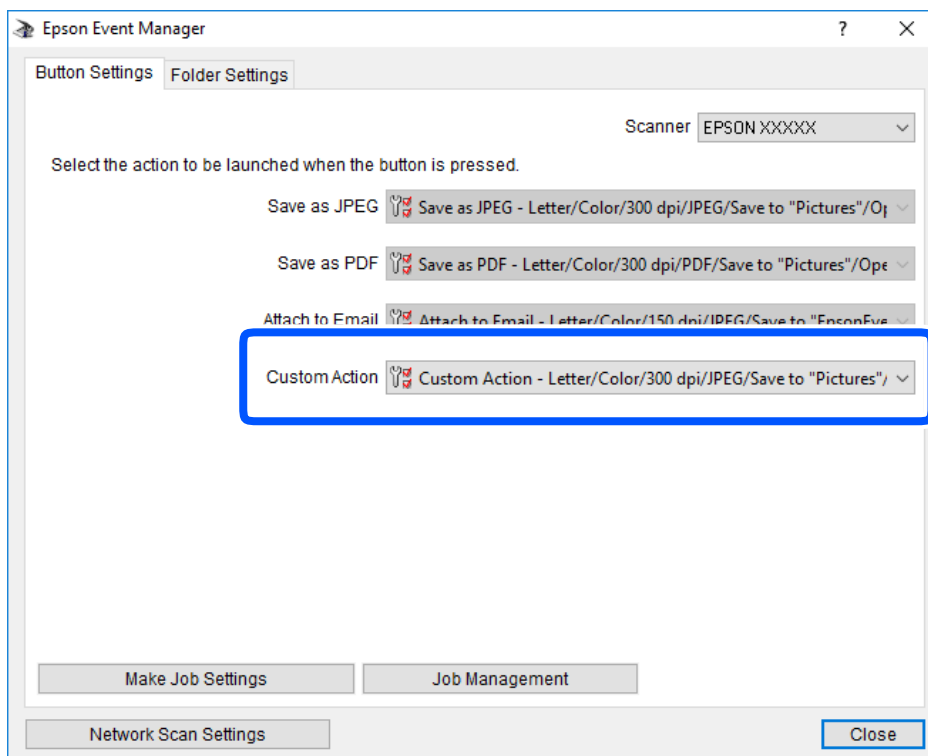 Epson Event Manager
Button Settings Folder Settings
Scanner EPSON XXXXX
Select the action to be launched when the button is pressed.
Save as JPEG Save as JPEG - Letter/Color/300 dpi/JPEG/Save to "Pictures"/Op
Save as PDF Save as PDF - Letter/Color/300 dpi/PDF/Save to "Pictures"/Ope
Attach to Email Attach to Email - Letter/Color/150 dpi/JPEG/Save to "EpsonEve
Custom Action Custom Action - Letter/Color/300 dpi/JPEG/Save to "Pictures"/
Make Job Settings Job Management
Network Scan Settings Close